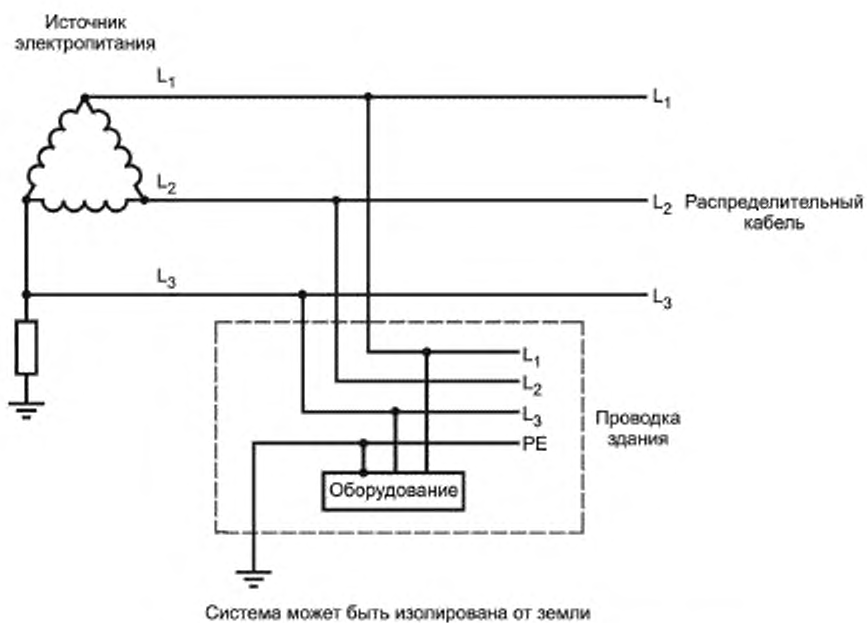 Источник
электропитания
L1
L1
L2
L2
Распределительный
кабель
L3
L3
L1
L2
L3
PE
Проводка
здания
Оборудование
Система может быть изолирована от земли